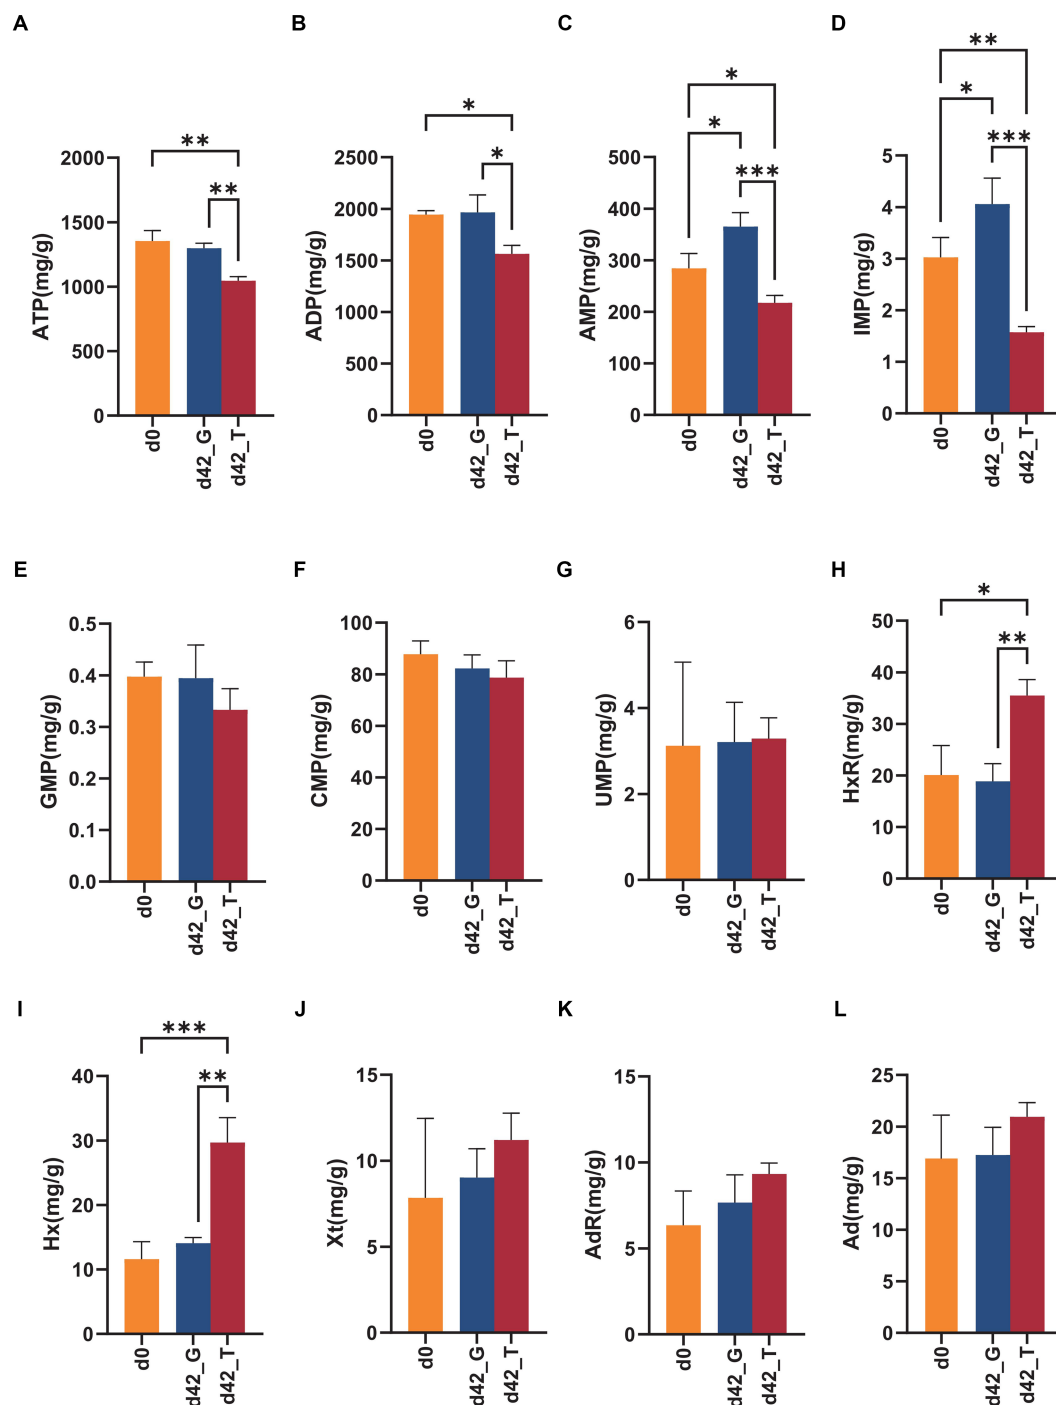 A
B
C
D
**
**
2000
1500
1000
500
0
ATP(mg/g)
d0
d42_G
d42_T
*
*
2500
2000
1500
1000
500
0
ADP(mg/g)
d0
d42_G
d42_T
*
*
***
500
400
300
200
100
0
AMP(mg/g)
d0
d42_G
d42_T
**
*
***
5
4
3
2
1
0
IMP(mg/g)
d0
d42_G
d42_T
E
F
G
H
0.5
0.4
0.3
0.2
0.1
0.0
GMP(mg/g)
d0
d42_G
d42_T
100
80
60
40
20
0
CMP(mg/g)
d0
d42_G
d42_T
6
4
2
0
UMP(mg/g)
d0
d42_G
d42_T
*
**
50
40
30
20
10
0
HxR(mg/g)
d0
d42_G
d42_T
I
J
K
L
***
**
40
30
20
10
0
Hx(mg/g)
d0
d42_G
d42_T
15
10
5
0
Xt(mg/g)
d0
d42_G
d42_T
15
10
5
0
AdR(mg/g)
d0
d42_G
d42_T
25
20
15
10
5
0
Ad(mg/g)
d0
d42_G
d42_T